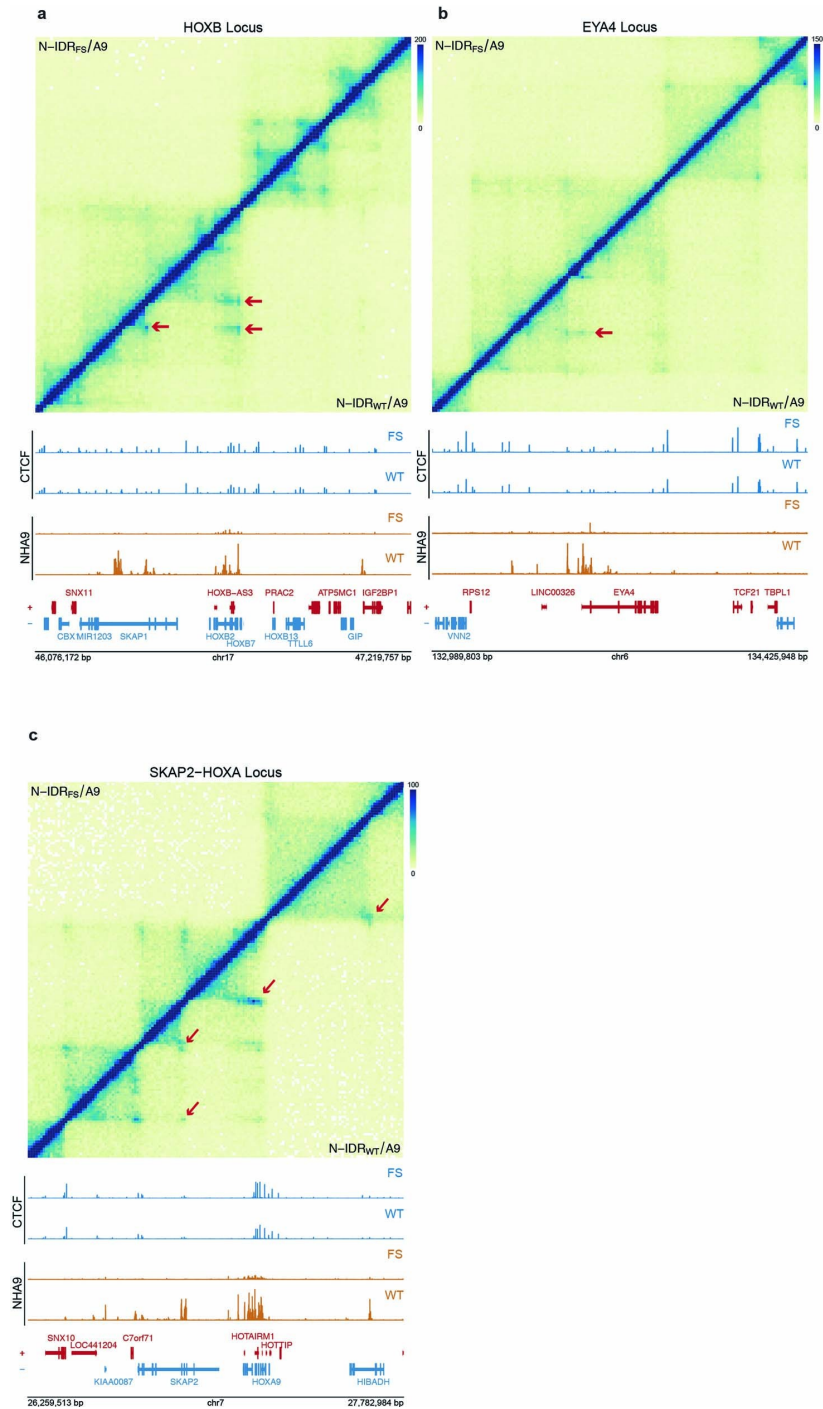 a
HOXB Locus
N-IDRFS/A9
200
0
N-IDRWT/A9
CTCF
FS
WT
NHA9
FS
WT
SNX11
HOXB-AS3
PRAC2
ATP5MC1
IGF2BP1
+
−
CBX
MIR1203
SKAP1
HOXB2
HOXB7
HOXB13
TTLL6
GIP
46,076,172 bp
chr17
47,219,757 bp
b
EYA4 Locus
N-IDRFS/A9
150
0
N-IDRWT/A9
CTCF
FS
WT
NHA9
FS
WT
RPS12
LINC00326
EYA4
TCF21
TBPL1
+
−
VNN2
132,989,803 bp
chr6
134,425,948 bp
c
SKAP2-HOXA Locus
N-IDRFS/A9
100
0
N-IDRWT/A9
CTCF
FS
WT
NHA9
FS
WT
SNX10
LOC441204
C7orf71
HOTAIRM1
HOTTIP
+
−
KIAA0087
SKAP2
HOXA9
HIBADH
26,259,513 bp
chr7
27,782,984 bp